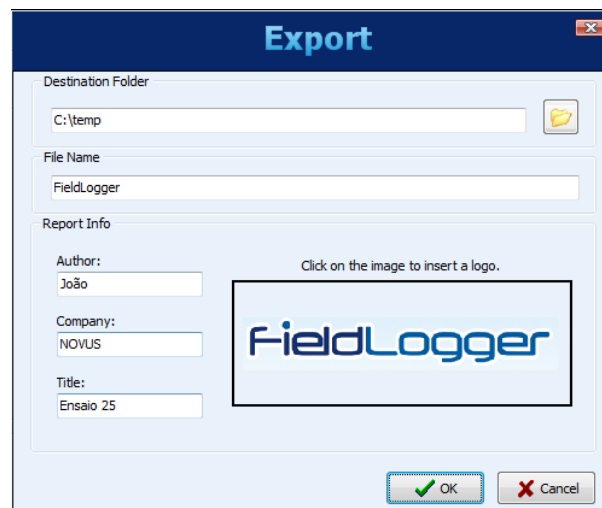 Export
Destination Folder
C:\temp
File Name
FieldLogger
Report Info
Author:
João
Company:
NOVUS
Title:
Ensaio 25
Click on the image to insert a logo.
FieldLogger
OK
Cancel